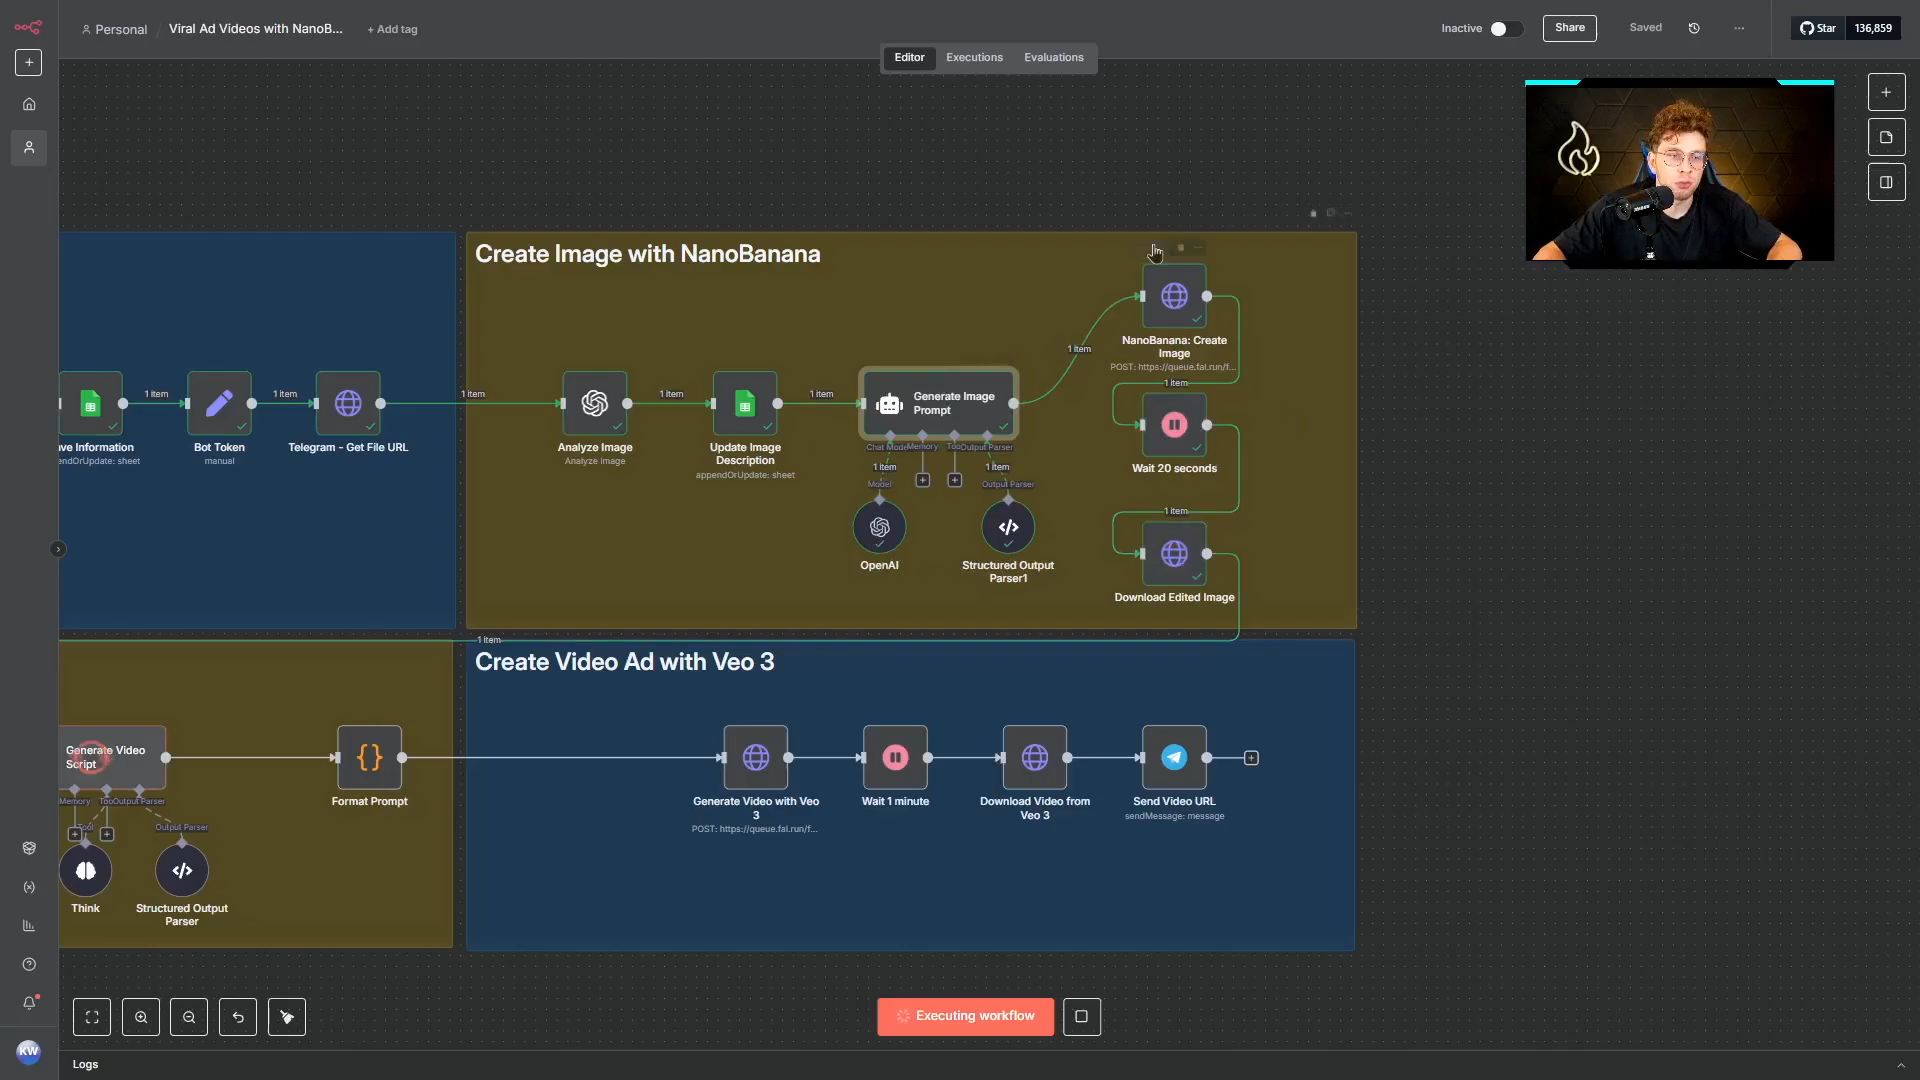 Personal / Viral Ad Videos with NanoB... + Add tag
Inactive Share Saved ... Star 136,859
Editor Executions Evaluations
Create Image with NanoBanana
1 item
NanoBanana: Create
Image
POST: https://queue.fal.run/f...
1 item
1 item 1 item 1 item 1 item 1 item
Generate Image
Prompt
ve Information
endOrUpdate: sheet
Bot Token
manual
Telegram - Get File URL
Analyze Image
Analyze Image
Update Image
Description
appendOrUpdate: sheet
Memory Output Parser
1 item 1 item
Model Output Parser
Wait 20 seconds
1 item
OpenAI
Structured Output
Parser1
Download Edited Image
1 item
Create Video Ad with Veo 3
Generate Video
Script
Memory Output Parser
Tool Output Parser
Think
Structured Output
Parser
Format Prompt
Generate Video with Veo
3
POST: https://queue.fal.run/f...
Wait 1 minute
Download Video from
Veo 3
Send Video URL
sendMessage: message
Executing workflow
KW
Logs